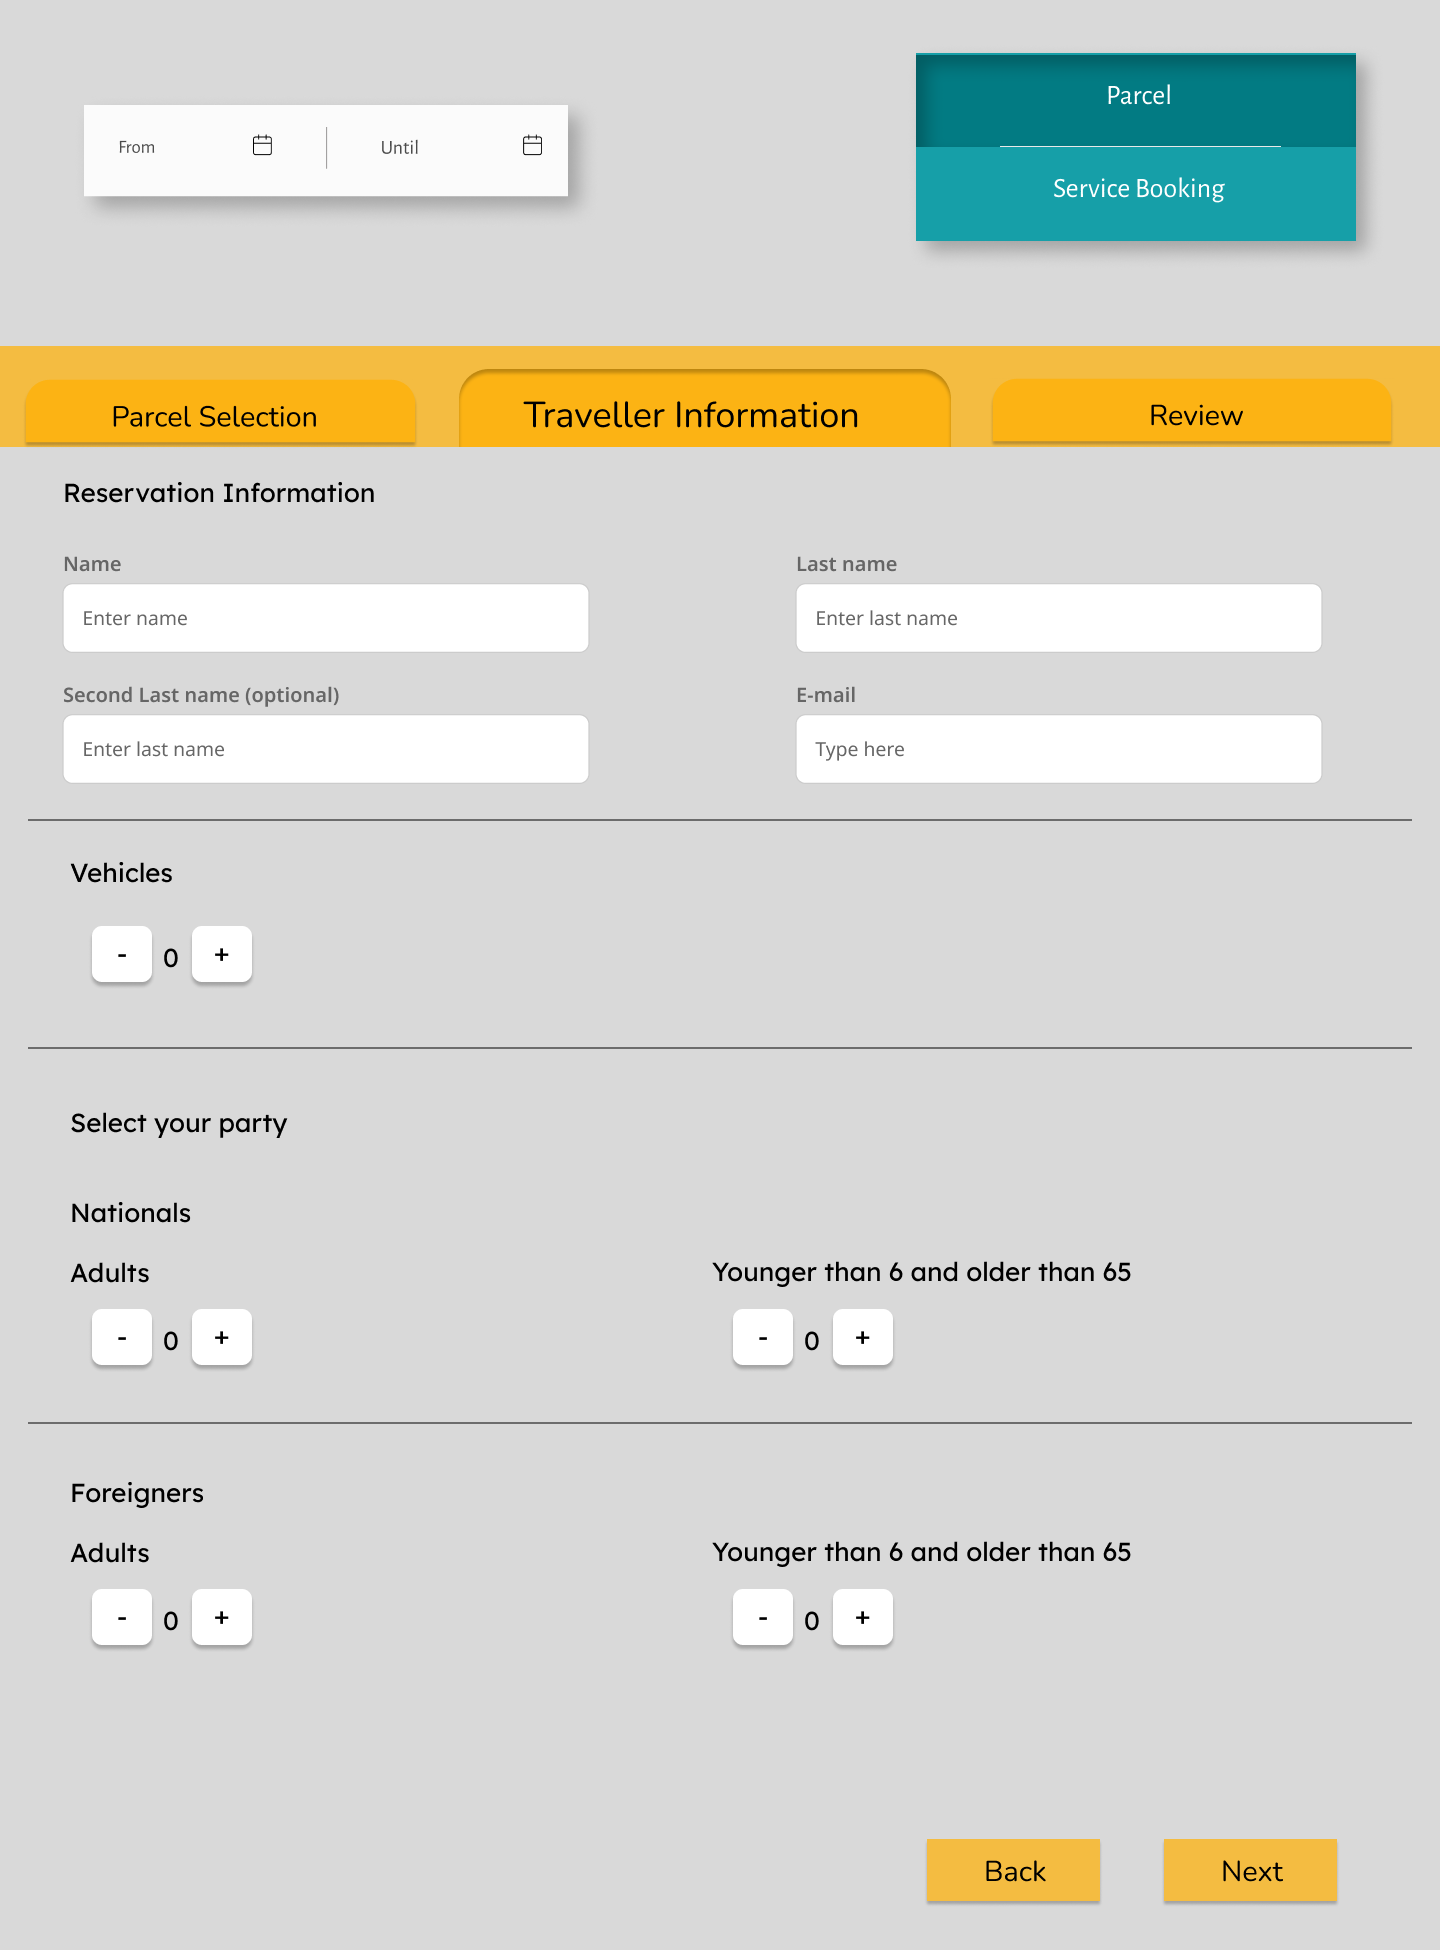 Parcel
From
Until
Service Booking
Parcel Selection
Traveller Information
Review
Reservation Information
Name
Last name
Enter name
Enter last name
Second Last name (optional)
E-mail
Enter last name
Type here
Vehicles
- 0 +
Select your party
Nationals
Adults
Younger than 6 and older than 65
- 0 +
- 0 +
Foreigners
Adults
Younger than 6 and older than 65
- 0 +
- 0 +
Back
Next